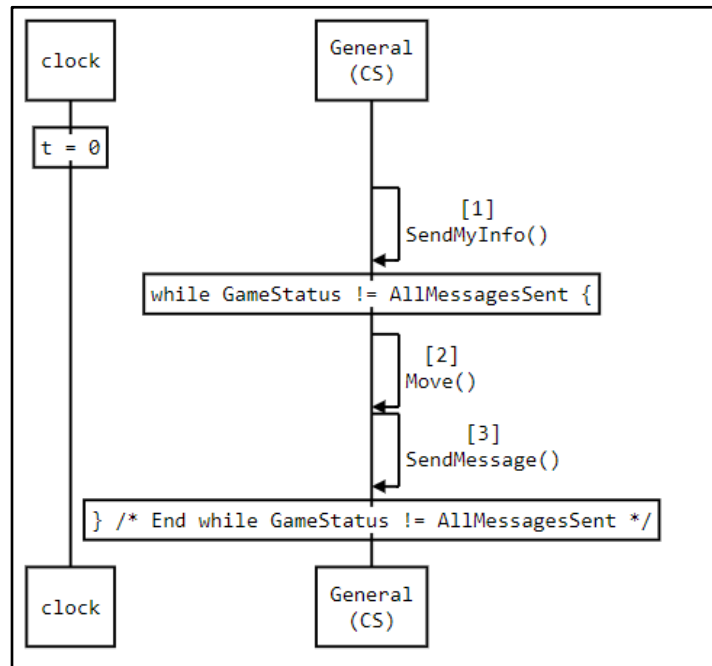 clock
General
(CS)
t = 0
[1]
SendMyInfo()
while GameStatus != AllMessagesSent {
[2]
Move()
[3]
SendMessage()
} /* End while GameStatus != AllMessagesSent */
clock
General
(CS)